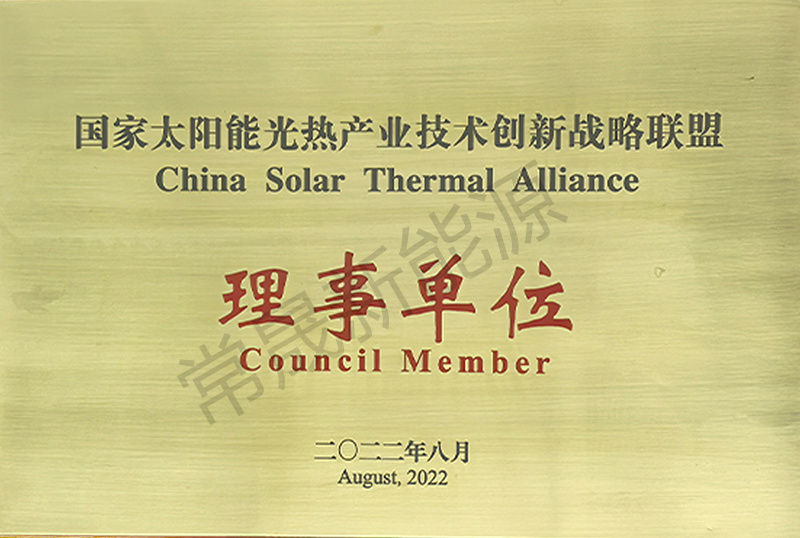 国家太阳能光热产业技术创新战略联盟
China Solar Thermal Alliance
理事单位
Council Member
常晟新能源
二〇二二年八月
August, 2022